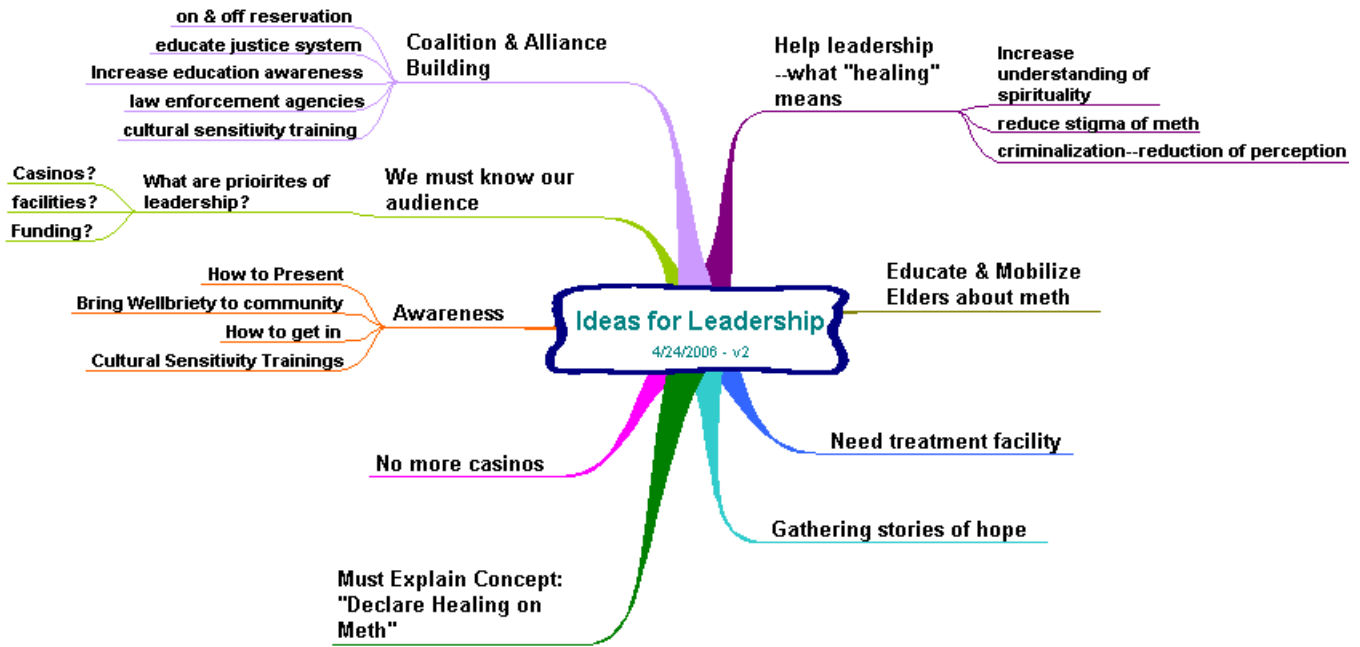 Ideas for Leadership
4/24/2006 - v2
Help leadership
--what "healing"
means
Increase
understanding of
spirituality
reduce stigma of meth
criminalization--reduction of perception
Educate & Mobilize
Elders about meth
Need treatment facility
Gathering stories of hope
Must Explain Concept:
"Declare Healing on
Meth"
No more casinos
Awareness
How to Present
Bring Wellbriety to community
How to get in
Cultural Sensitivity Trainings
We must know our
audience
What are prioirites of
leadership?
Casinos?
facilities?
Funding?
Coalition & Alliance
Building
on & off reservation
educate justice system
Increase education awareness
law enforcement agencies
cultural sensitivity training